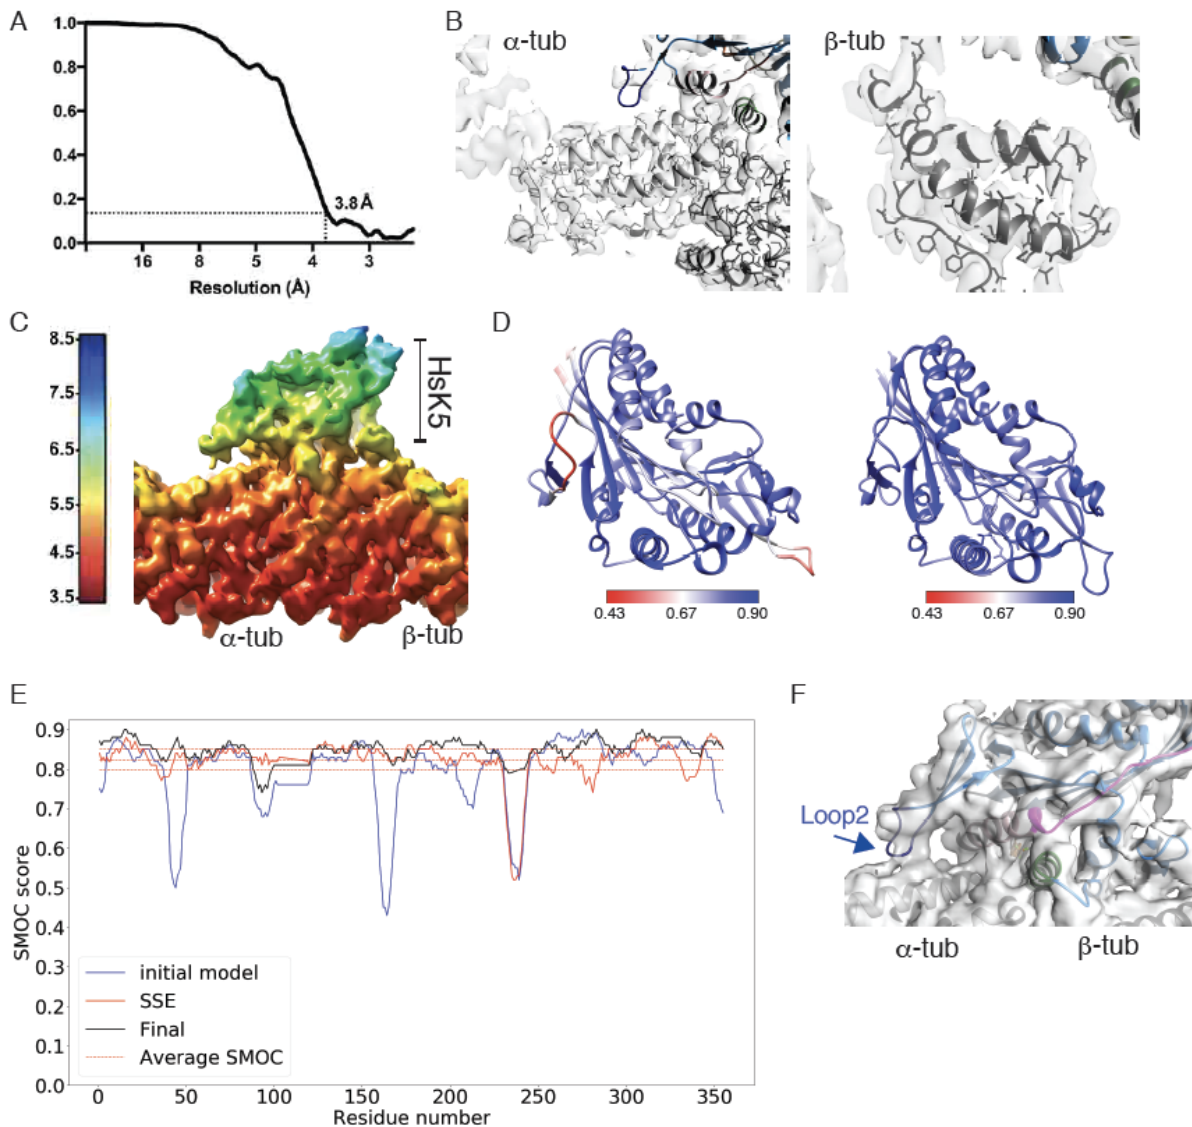 A
1.0
0.8
0.6
0.4
0.2
0.0
3.8 Å
16 8 5 4 3
Resolution (Å)
B
α-tub
β-tub
C
8.5
7.5
6.5
5.5
4.5
3.5
HsK5
α-tub
β-tub
D
0.43 0.67 0.90
0.43 0.67 0.90
E
SMOC score
0.9
0.8
0.7
0.6
0.5
0.4
0.3
0.2
0.1
0.0
initial model
SSE
Final
Average SMOC
0 50 100 150 200 250 300 350
Residue number
F
Loop2
α-tub
β-tub